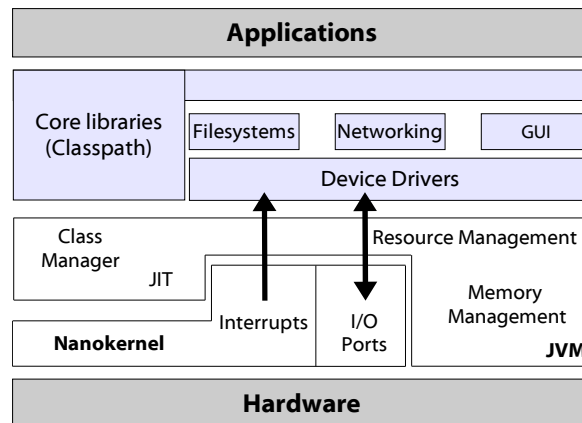 Applications
Core libraries
(Classpath)
Filesystems
Networking
GUI
Device Drivers
Class
Manager
JIT
Resource Management
Memory
Management
JVM
Interrupts
I/O
Ports
Nanokernel
Hardware